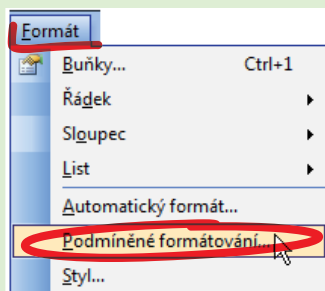 Formát
Buňky... Ctrl+1
Řádek
Sloupec
List
Automatický formát...
Podmíněné formátování...
Styl...